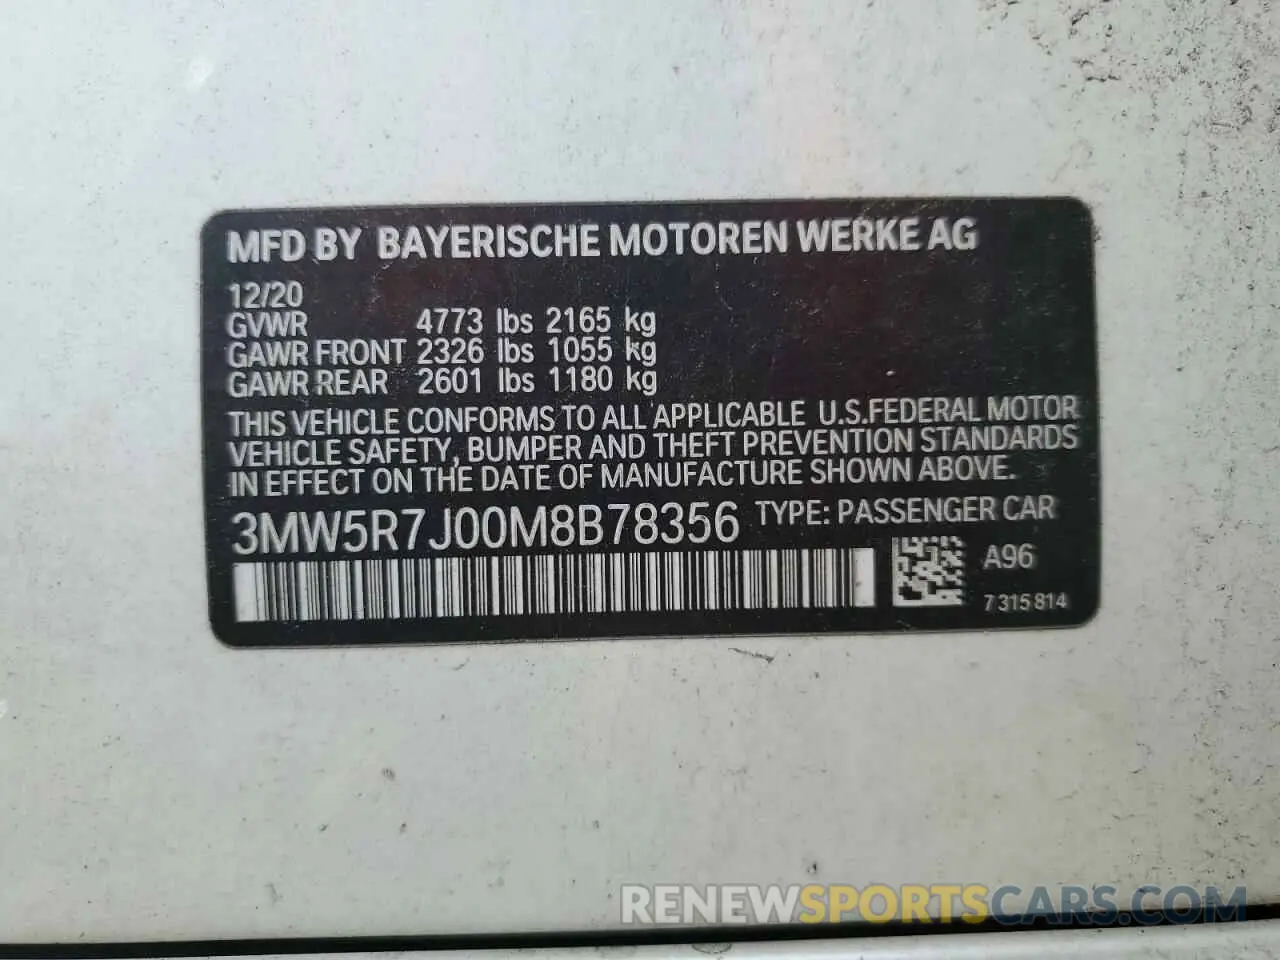 MFD BY BAYERISCHE MOTOREN WERKE AG
12/20
GVWR 4773 lbs 2165 kg
GAWR FRONT 2326 lbs 1055 kg
GAWR REAR 2601 lbs 1180 kg
THIS VEHICLE CONFORMS TO ALL APPLICABLE U.S.FEDERAL MOTOR
VEHICLE SAFETY, BUMPER AND THEFT PREVENTION STANDARDS
IN EFFECT ON THE DATE OF MANUFACTURE SHOWN ABOVE.
3MW5R7J00M8B78356 TYPE: PASSENGER CAR
A96
7 315 814
RENEWSPORTSCARS.COM